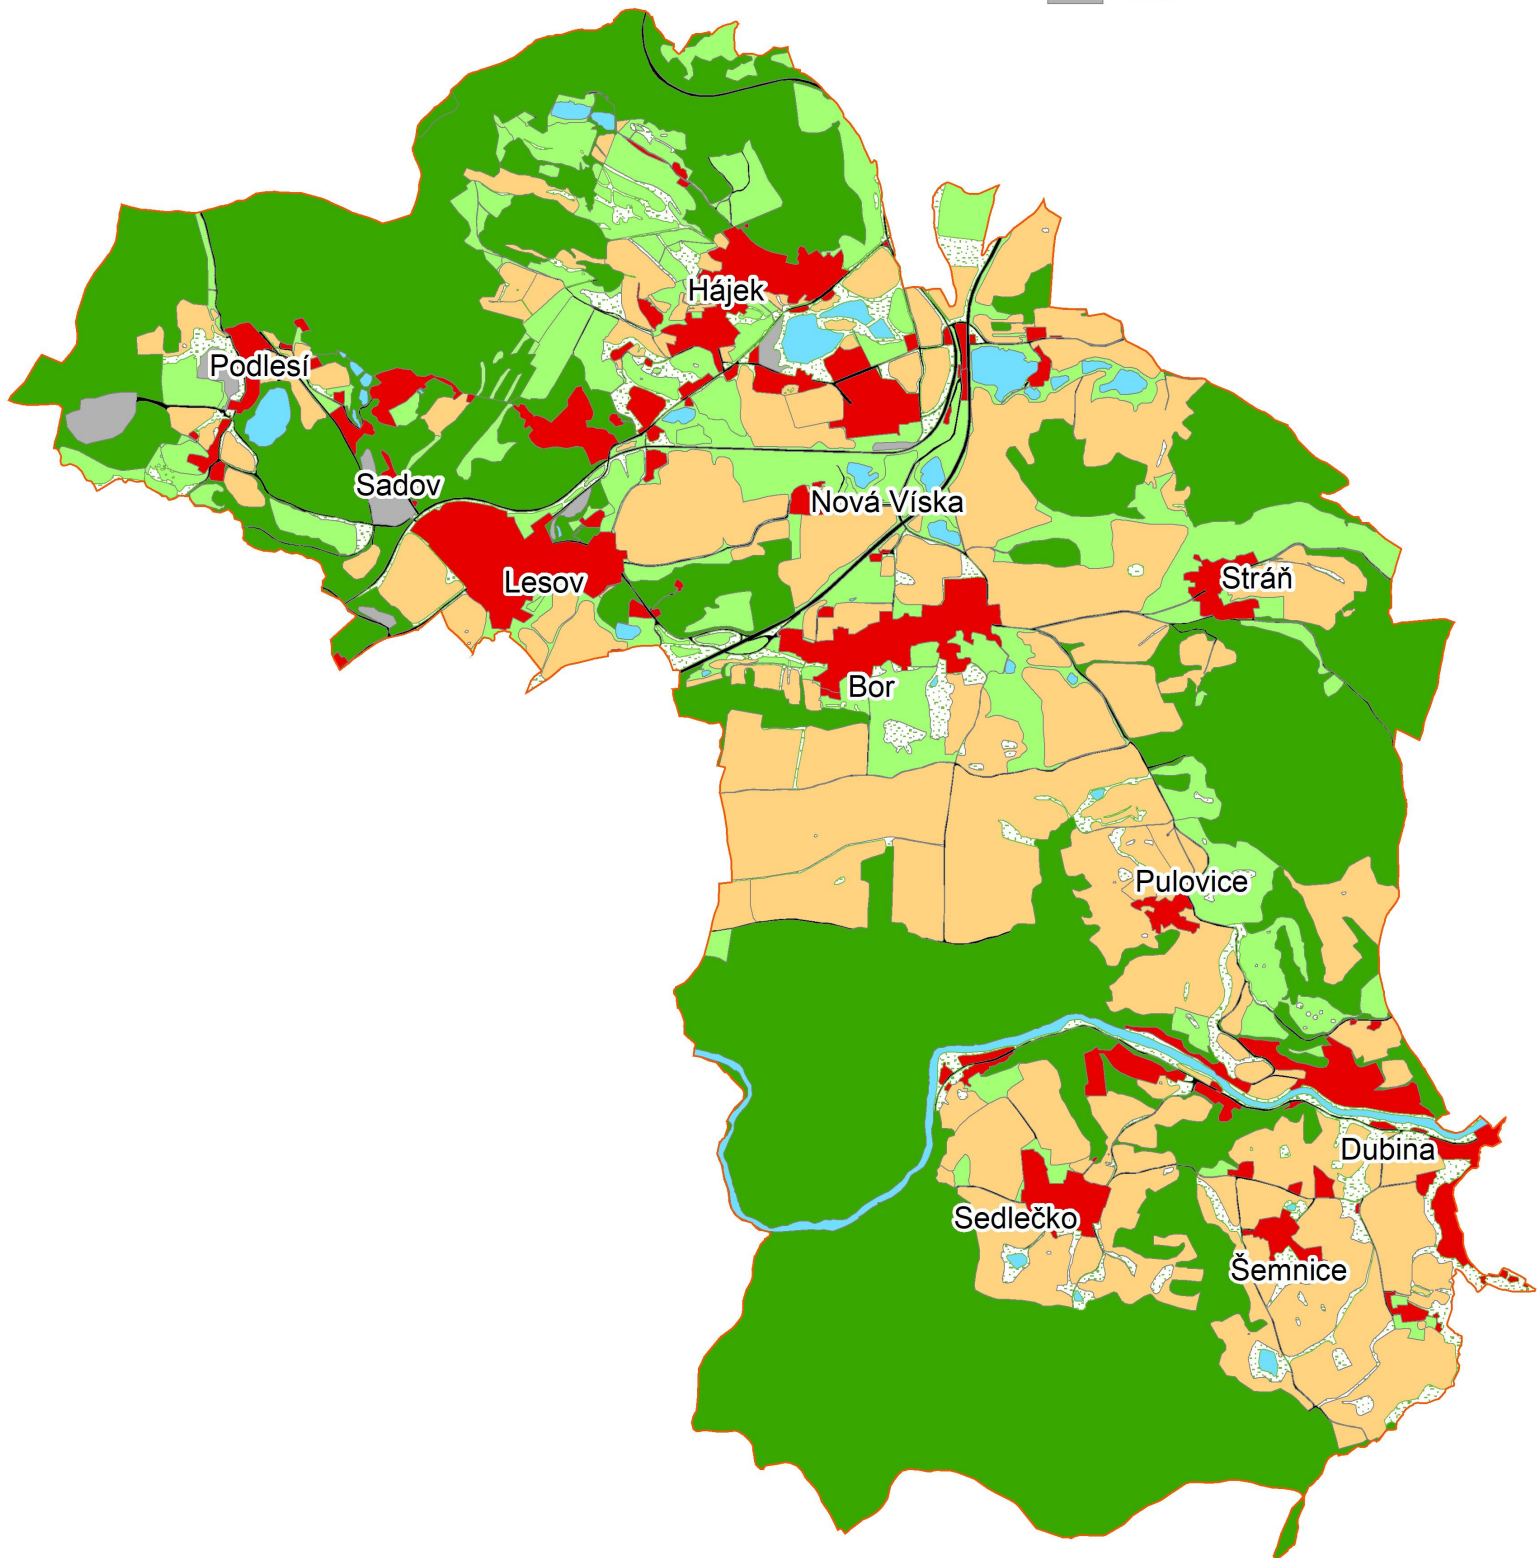 Hájek
Podlesí
Sadov
Nová Víska
Lesov
Stráň
Bor
Pulovice
Dubina
Sedlečko
Šemnice